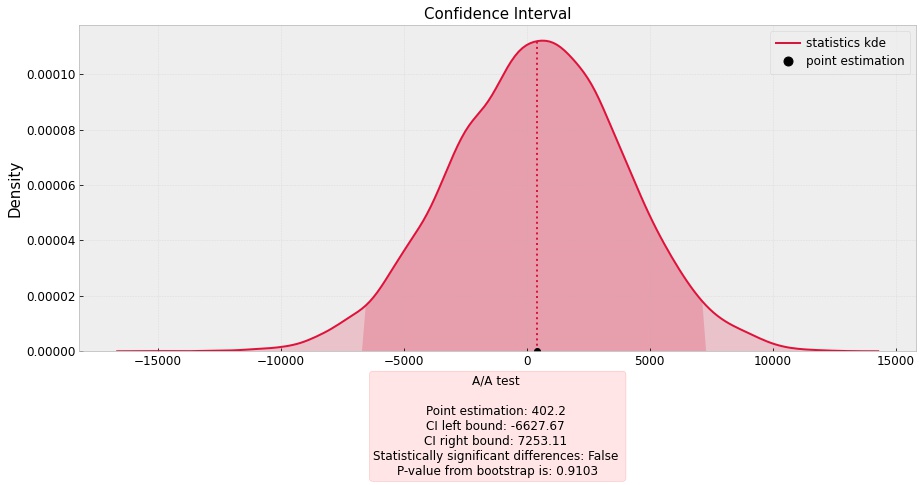 Confidence Interval
statistics kde
point estimation
0.00010
0.00008
0.00006
0.00004
0.00002
0.00000
Density
−15000 −10000 −5000 0 5000 10000 15000
A/A test
Point estimation: 402.2
CI left bound: -6627.67
CI right bound: 7253.11
Statistically significant differences: False
P-value from bootstrap is: 0.9103